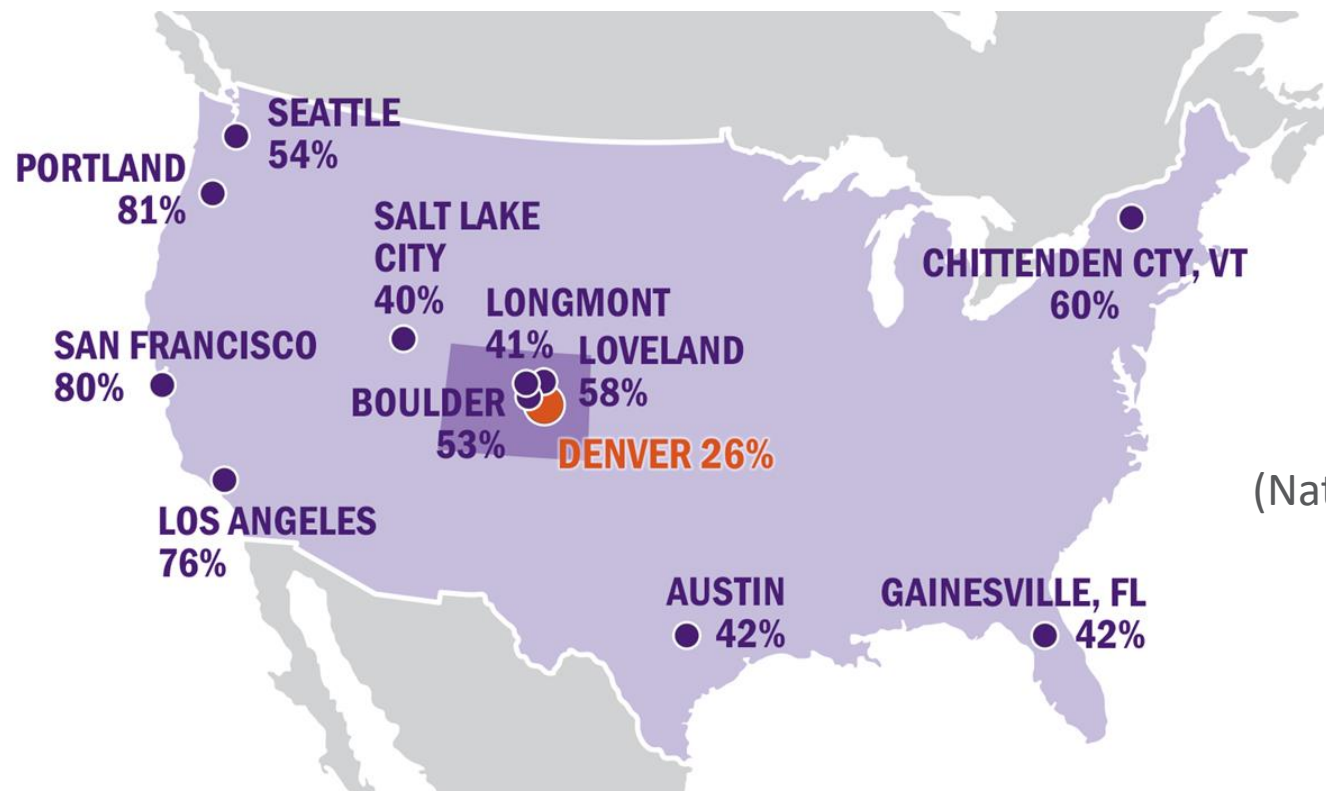 SEATTLE
54%
PORTLAND
81%
SALT LAKE
CITY
40%
CHITTENDEN CTY, VT
60%
LONGMONT
41%
LOVELAND
58%
SAN FRANCISCO
80%
BOULDER
53%
DENVER 26%
LOS ANGELES
76%
(Nat
AUSTIN
42%
GAINESVILLE, FL
42%